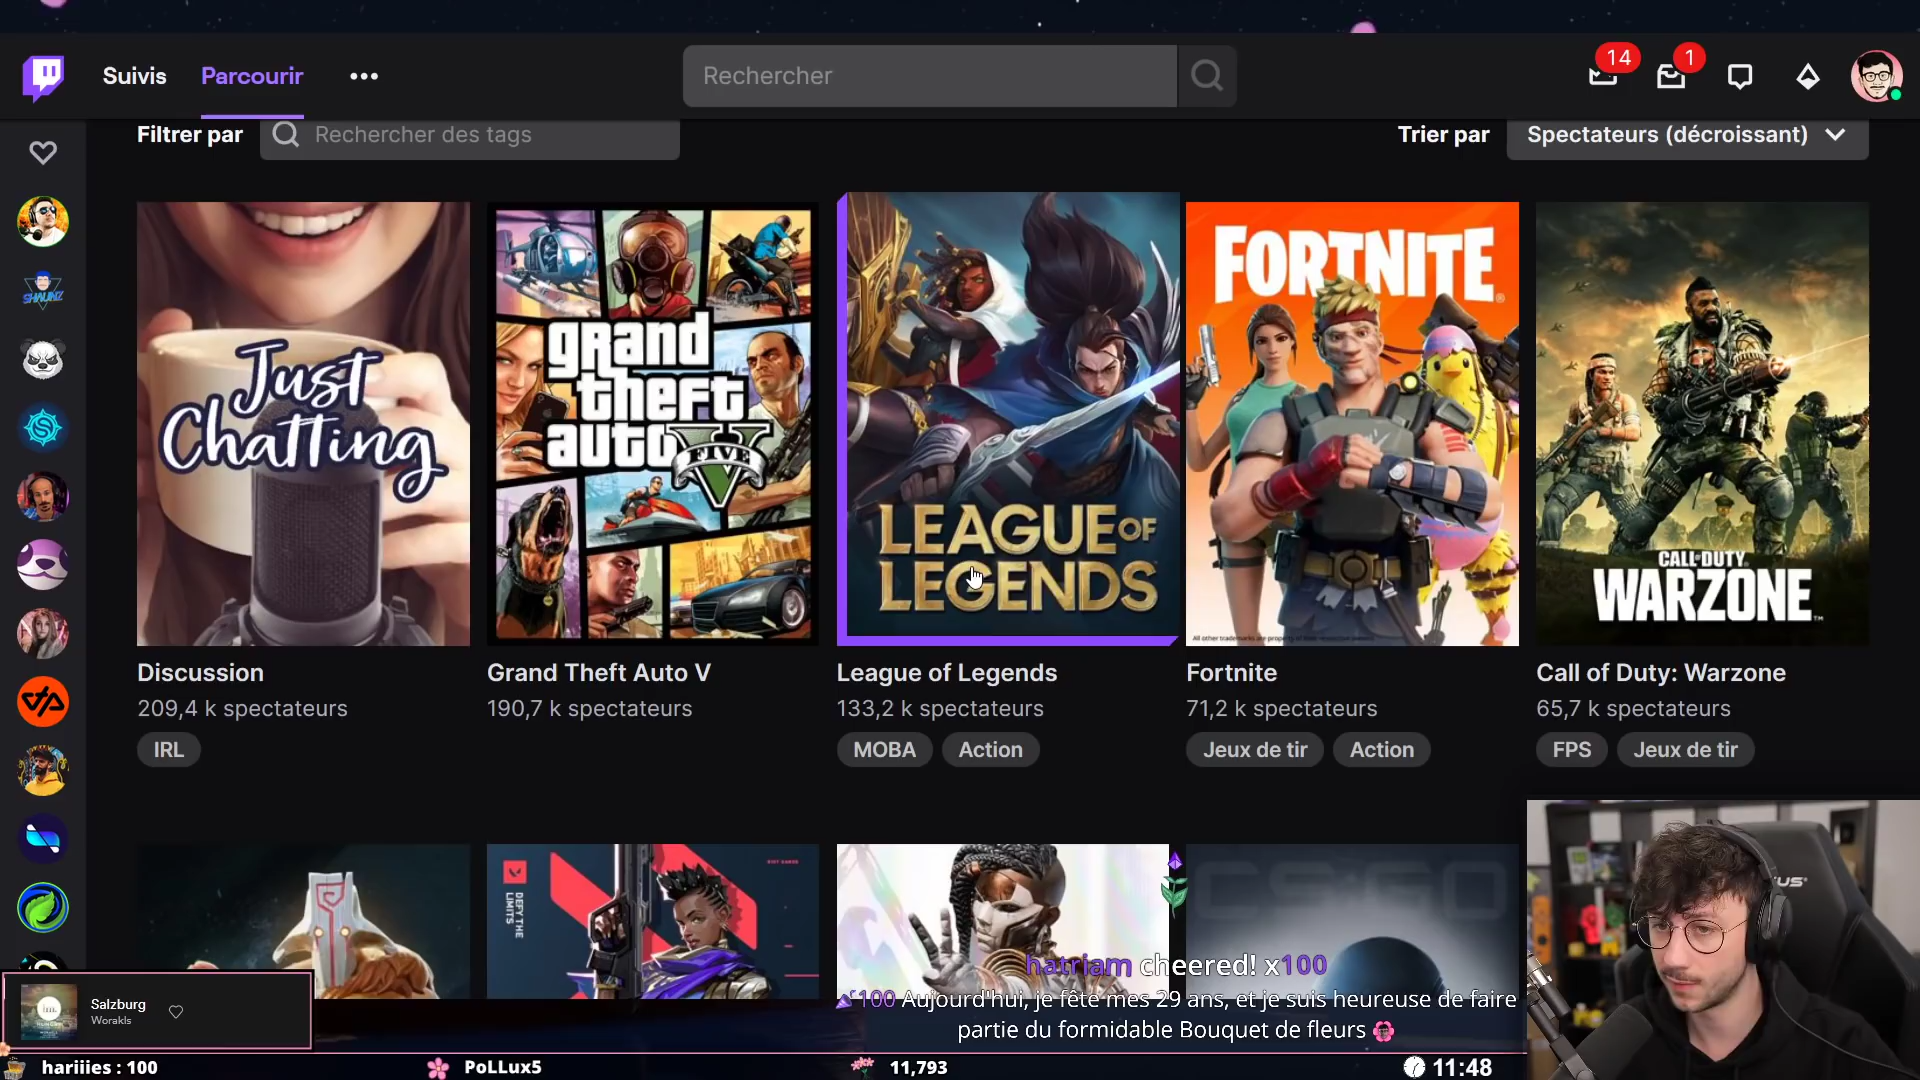 Suivis
Parcourir
Rechercher
14
1
Filtrer par
Rechercher des tags
Trier par
Spectateurs (décroissant)
Just
Chatting
grand
theft
auto
V
FIVE
LEAGUE OF
LEGENDS
FORTNITE
CALL OF DUTY
WARZONE
Discussion
209,4 k spectateurs
IRL
Grand Theft Auto V
190,7 k spectateurs
League of Legends
133,2 k spectateurs
MOBA
Action
Fortnite
71,2 k spectateurs
Jeux de tir
Action
Call of Duty: Warzone
65,7 k spectateurs
FPS
Jeux de tir
SHAUNZ
DEFY THE
LIMITS
CS:GO
hatriam cheered! x100
100 Aujourd'hui, je fête mes 29 ans, et je suis heureuse de faire
partie du formidable Bouquet de fleurs
Salzburg
Worakls
hariiies : 100
PoLLux5
11,793
11:48